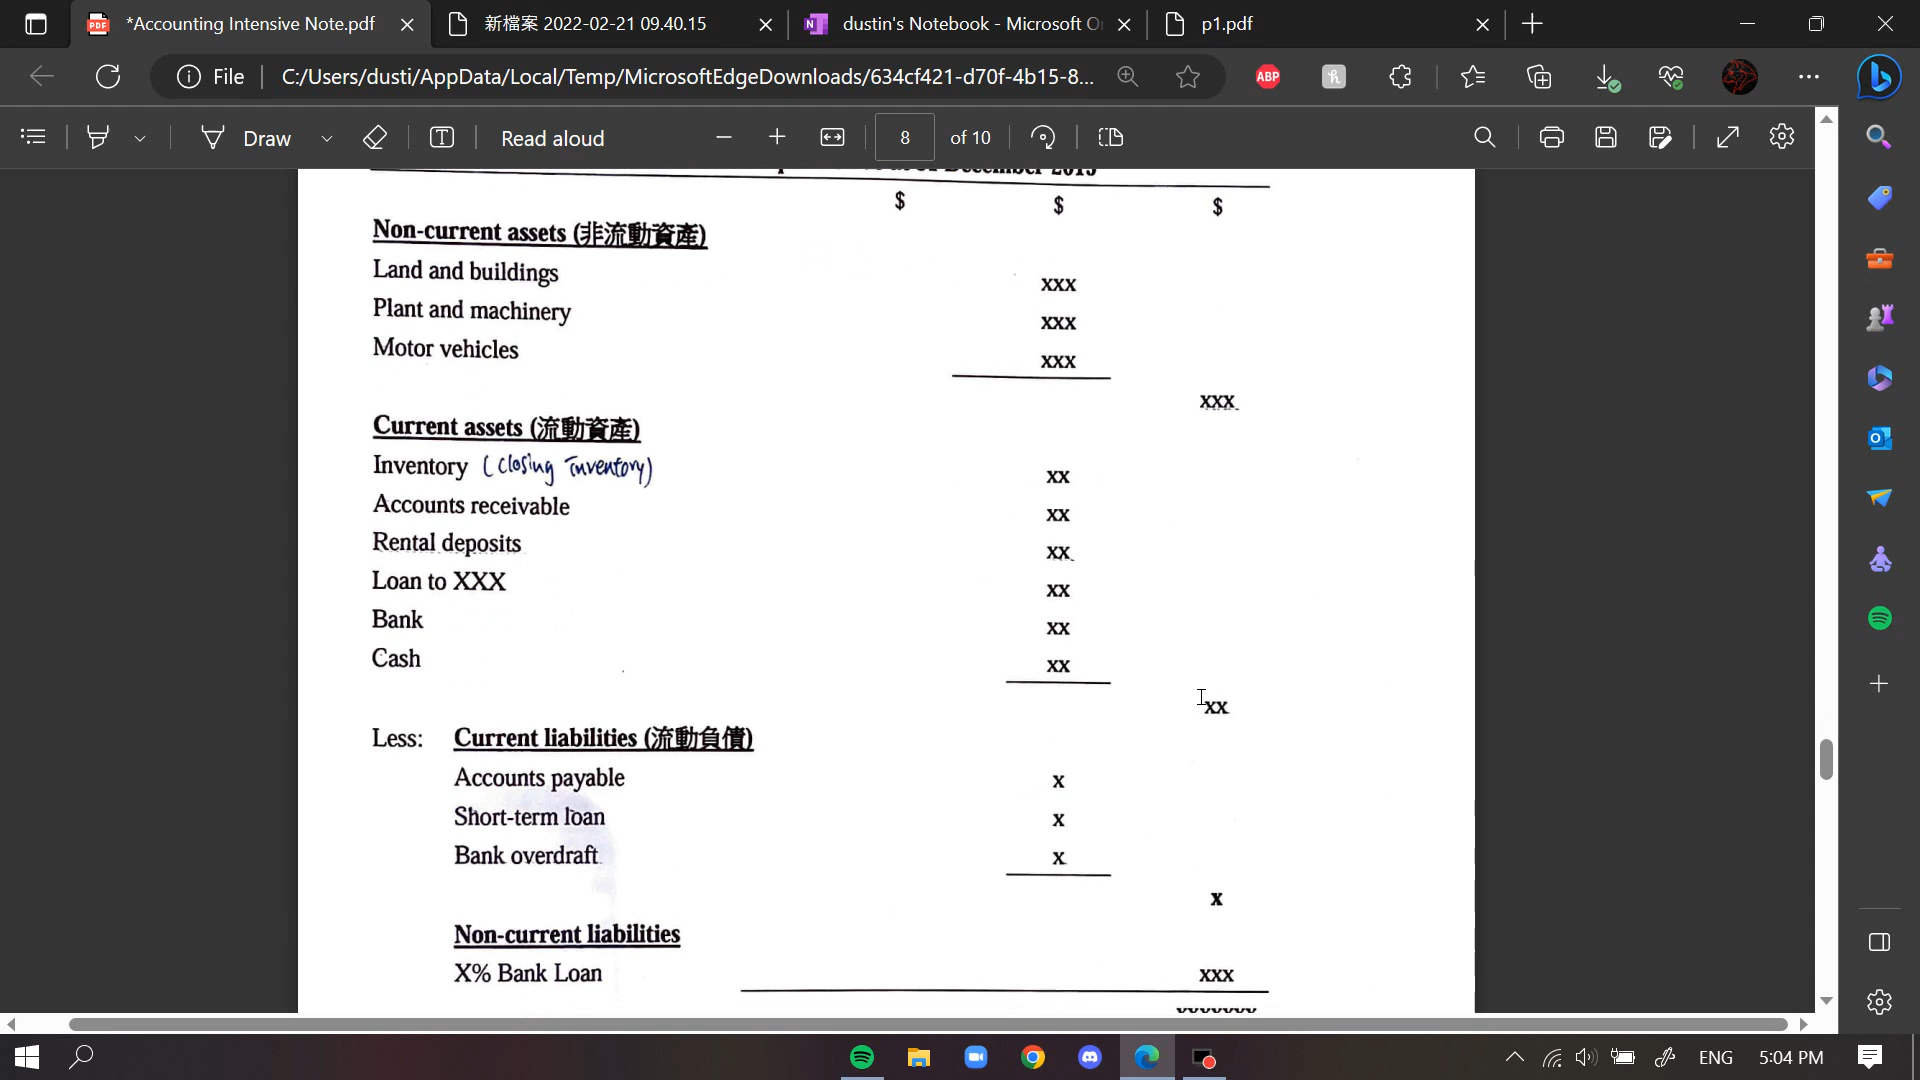 *Accounting Intensive Note.pdf
新檔案 2022-02-21 09.40.15
dustin's Notebook - Microsoft O
p1.pdf
File
C:/Users/dusti/AppData/Local/Temp/MicrosoftEdgeDownloads/634cf421-d70f-4b15-8...
ABP
Draw
Read aloud
8
of 10
December 2015
$ $ $
Non-current assets (非流動資產)
Land and buildings xxx
Plant and machinery xxx
Motor vehicles xxx
xxx
Current assets (流動資產)
Inventory (closing inventory) xx
Accounts receivable xx
Rental deposits xx
Loan to XXX xx
Bank xx
Cash xx
xx
Less: Current liabilities (流動負債)
Accounts payable x
Short-term loan x
Bank overdraft x
x
Non-current liabilities
X% Bank Loan xxx
ENG
5:04 PM